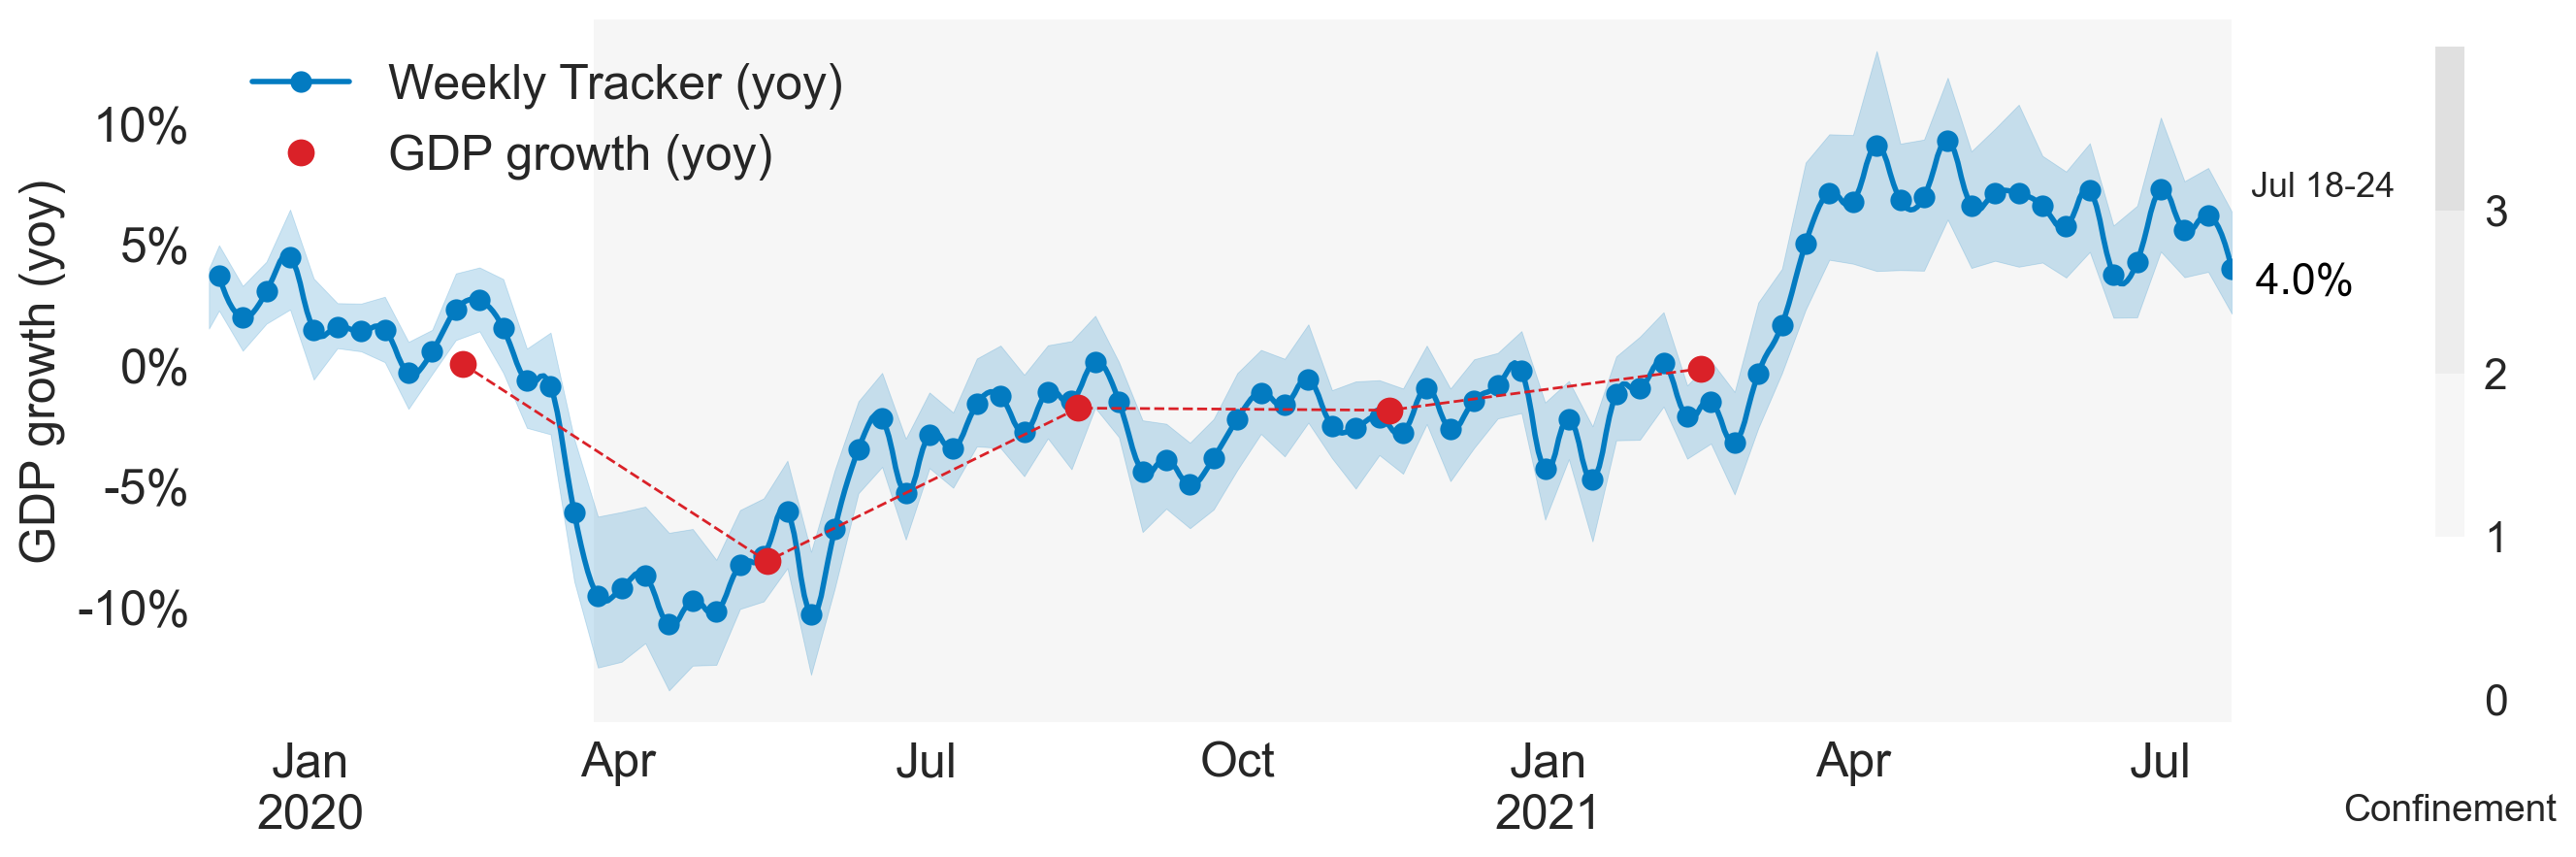 Weekly Tracker (yoy)
GDP growth (yoy)
GDP growth (yoy)
10%
5%
0%
-5%
-10%
Jul 18-24
4.0%
3
2
1
0
Jan
2020
Apr
Jul
Oct
Jan
2021
Apr
Jul
Confinement